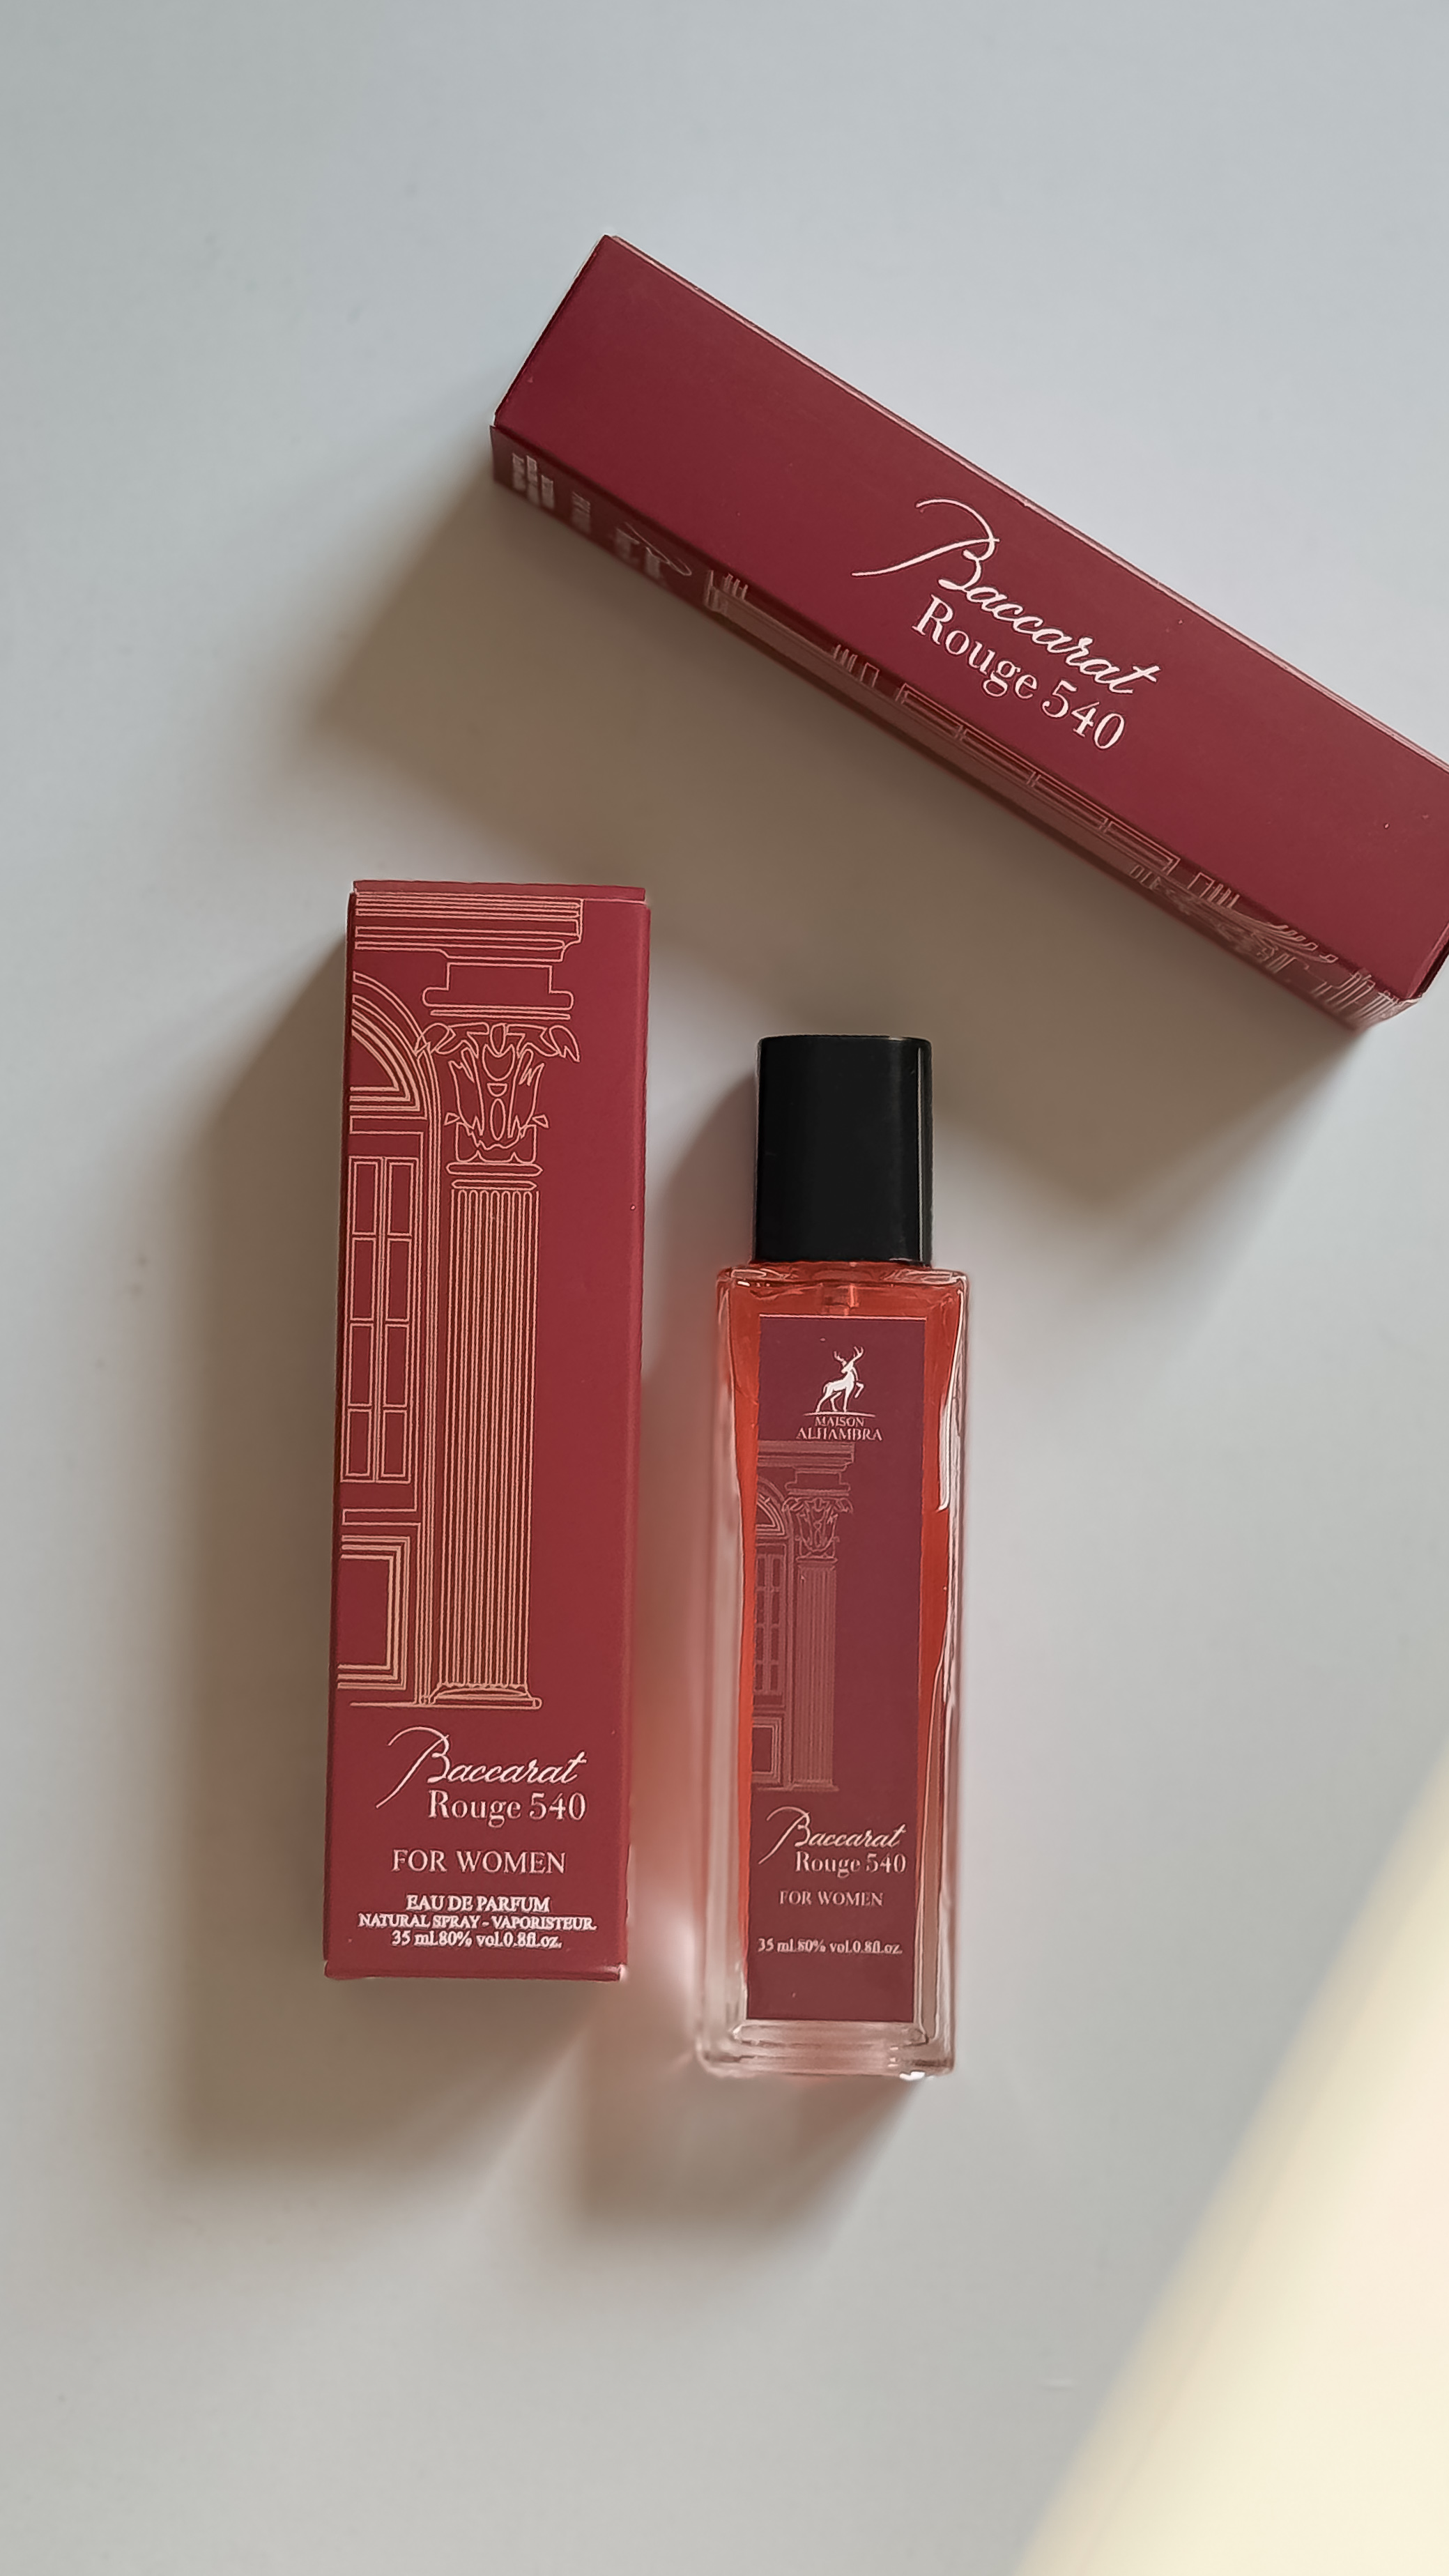 Baccarat
Rouge 540
Baccarat
Rouge 540
FOR WOMEN
EAU DE PARFUM
NATURAL SPRAY - VAPORISTEUR
35 ml.80% vol.0.8fl.oz.
MAISON
ALHAMBRA
Baccarat
Rouge 540
FOR WOMEN
35 ml.80% vol.0.8fl.oz.